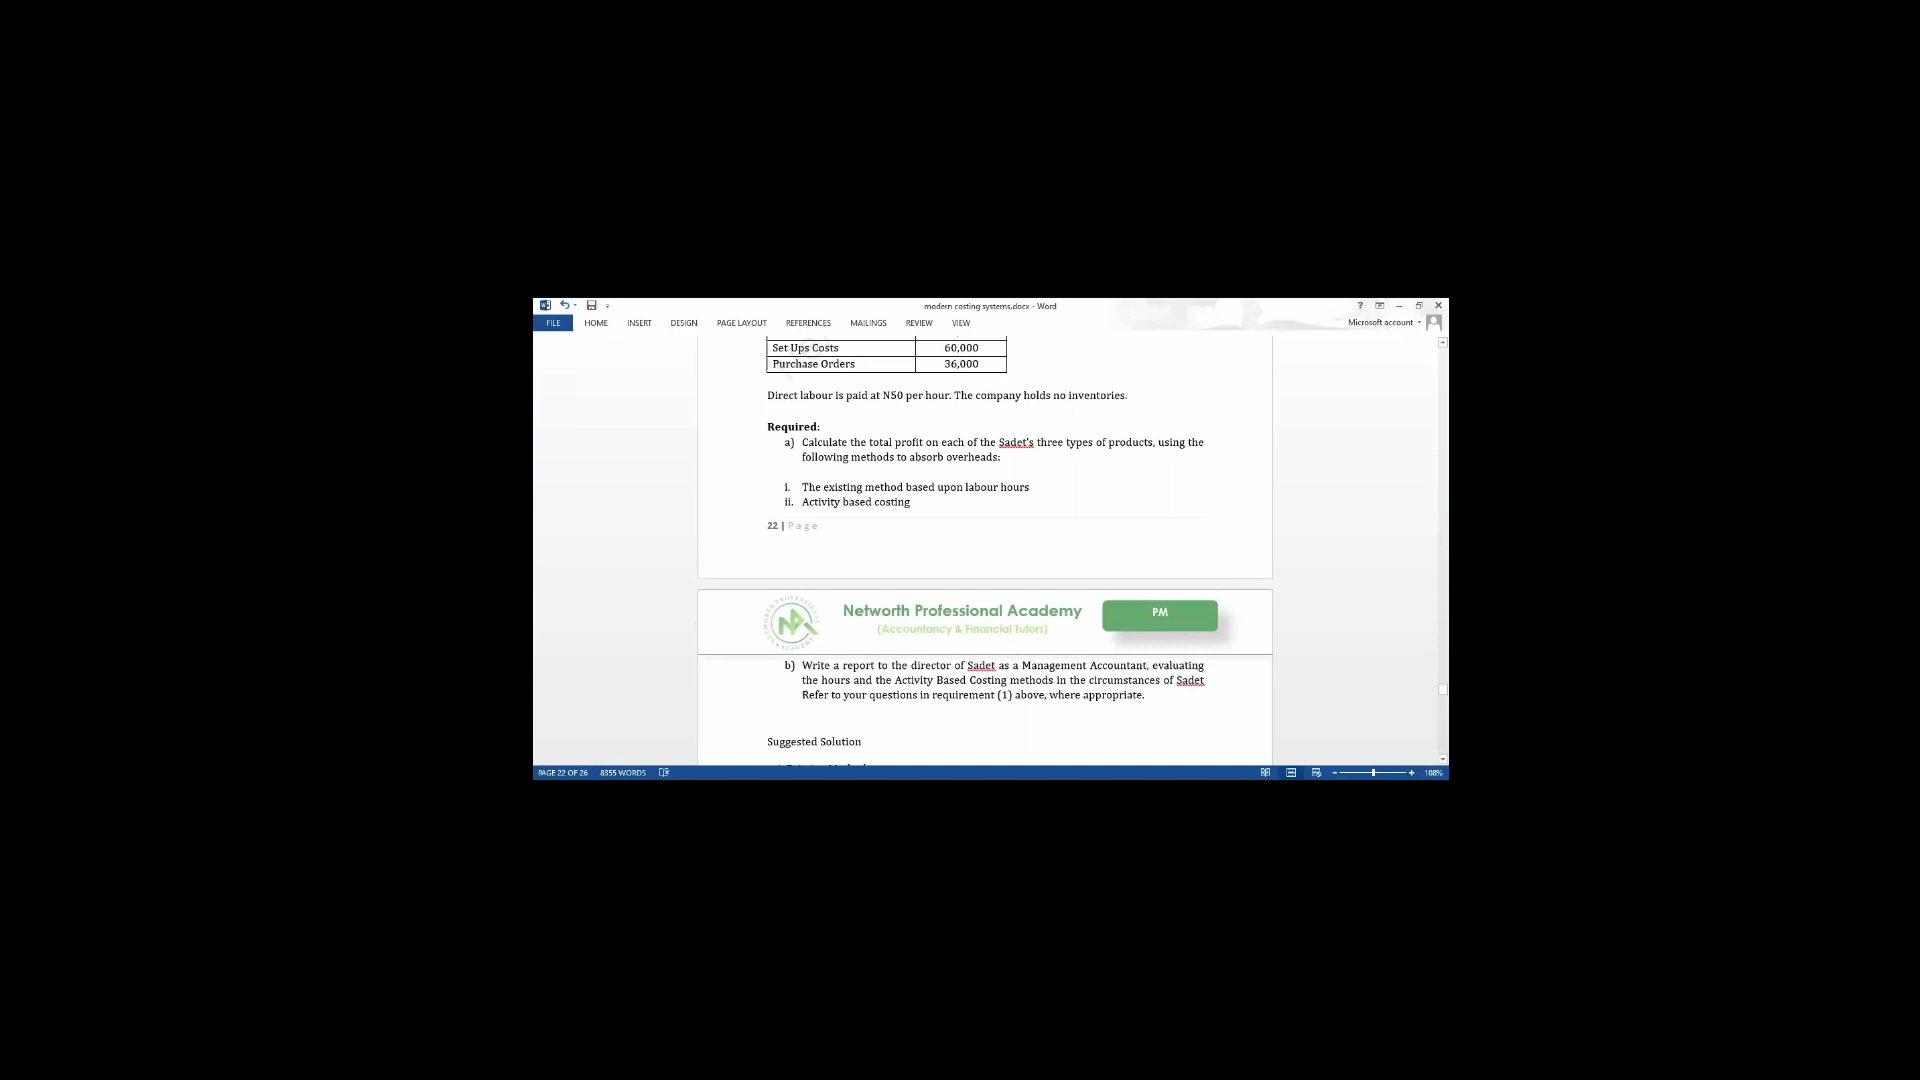 modern costing systems.docx - Word
FILE HOME INSERT DESIGN PAGE LAYOUT REFERENCES MAILINGS REVIEW VIEW Microsoft account
Set Ups Costs 60,000
Purchase Orders 36,000
Direct labour is paid at N50 per hour. The company holds no inventories.
Required:
a) Calculate the total profit on each of the Sadet's three types of products, using the
following methods to absorb overheads:
i. The existing method based upon labour hours
ii. Activity based costing
22 | Page
Networth Professional Academy PM
(Accountancy & Financial Tutors)
b) Write a report to the director of Sadet as a Management Accountant, evaluating
the hours and the Activity Based Costing methods in the circumstances of Sadet
Refer to your questions in requirement (1) above, where appropriate.
Suggested Solution
PAGE 22 OF 26 8355 WORDS 108%